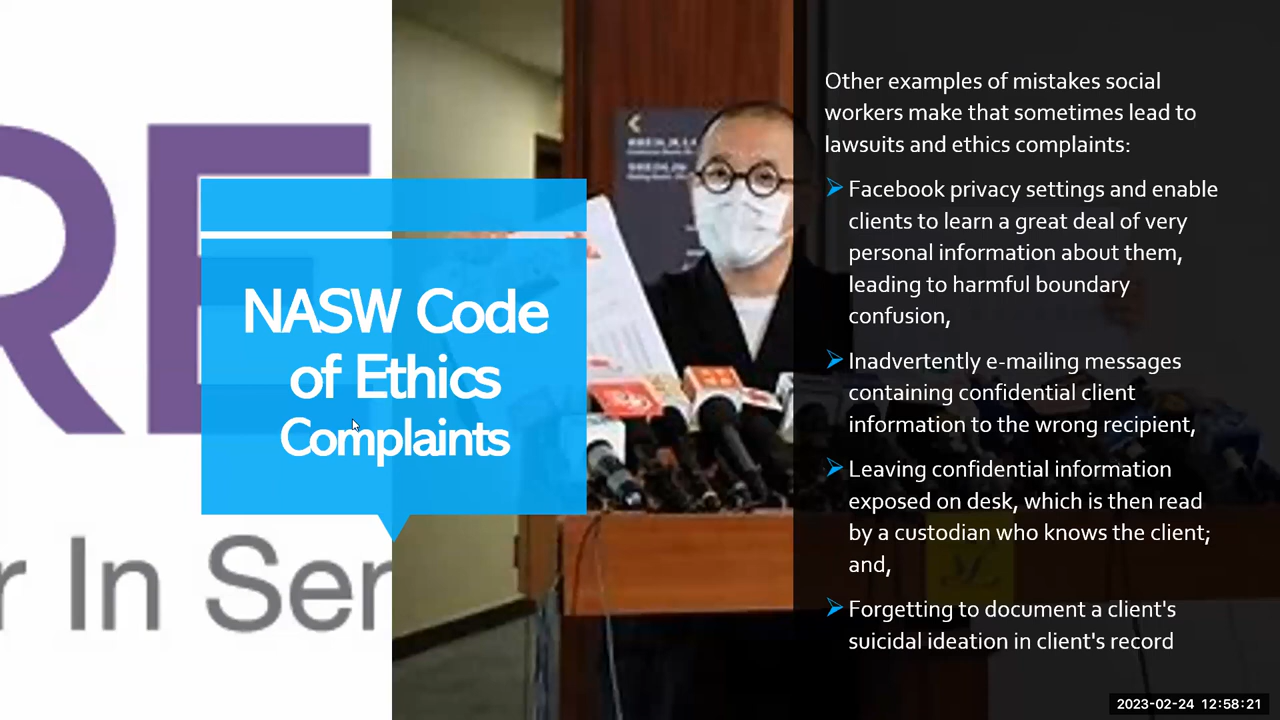 RE
r In Ser
NASW Code
of Ethics
Complaints
Other examples of mistakes social
workers make that sometimes lead to
lawsuits and ethics complaints:
Facebook privacy settings and enable
clients to learn a great deal of very
personal information about them,
leading to harmful boundary
confusion,
Inadvertently e-mailing messages
containing confidential client
information to the wrong recipient,
Leaving confidential information
exposed on desk, which is then read
by a custodian who knows the client;
and,
Forgetting to document a client's
suicidal ideation in client's record
2023-02-24 12:58:21